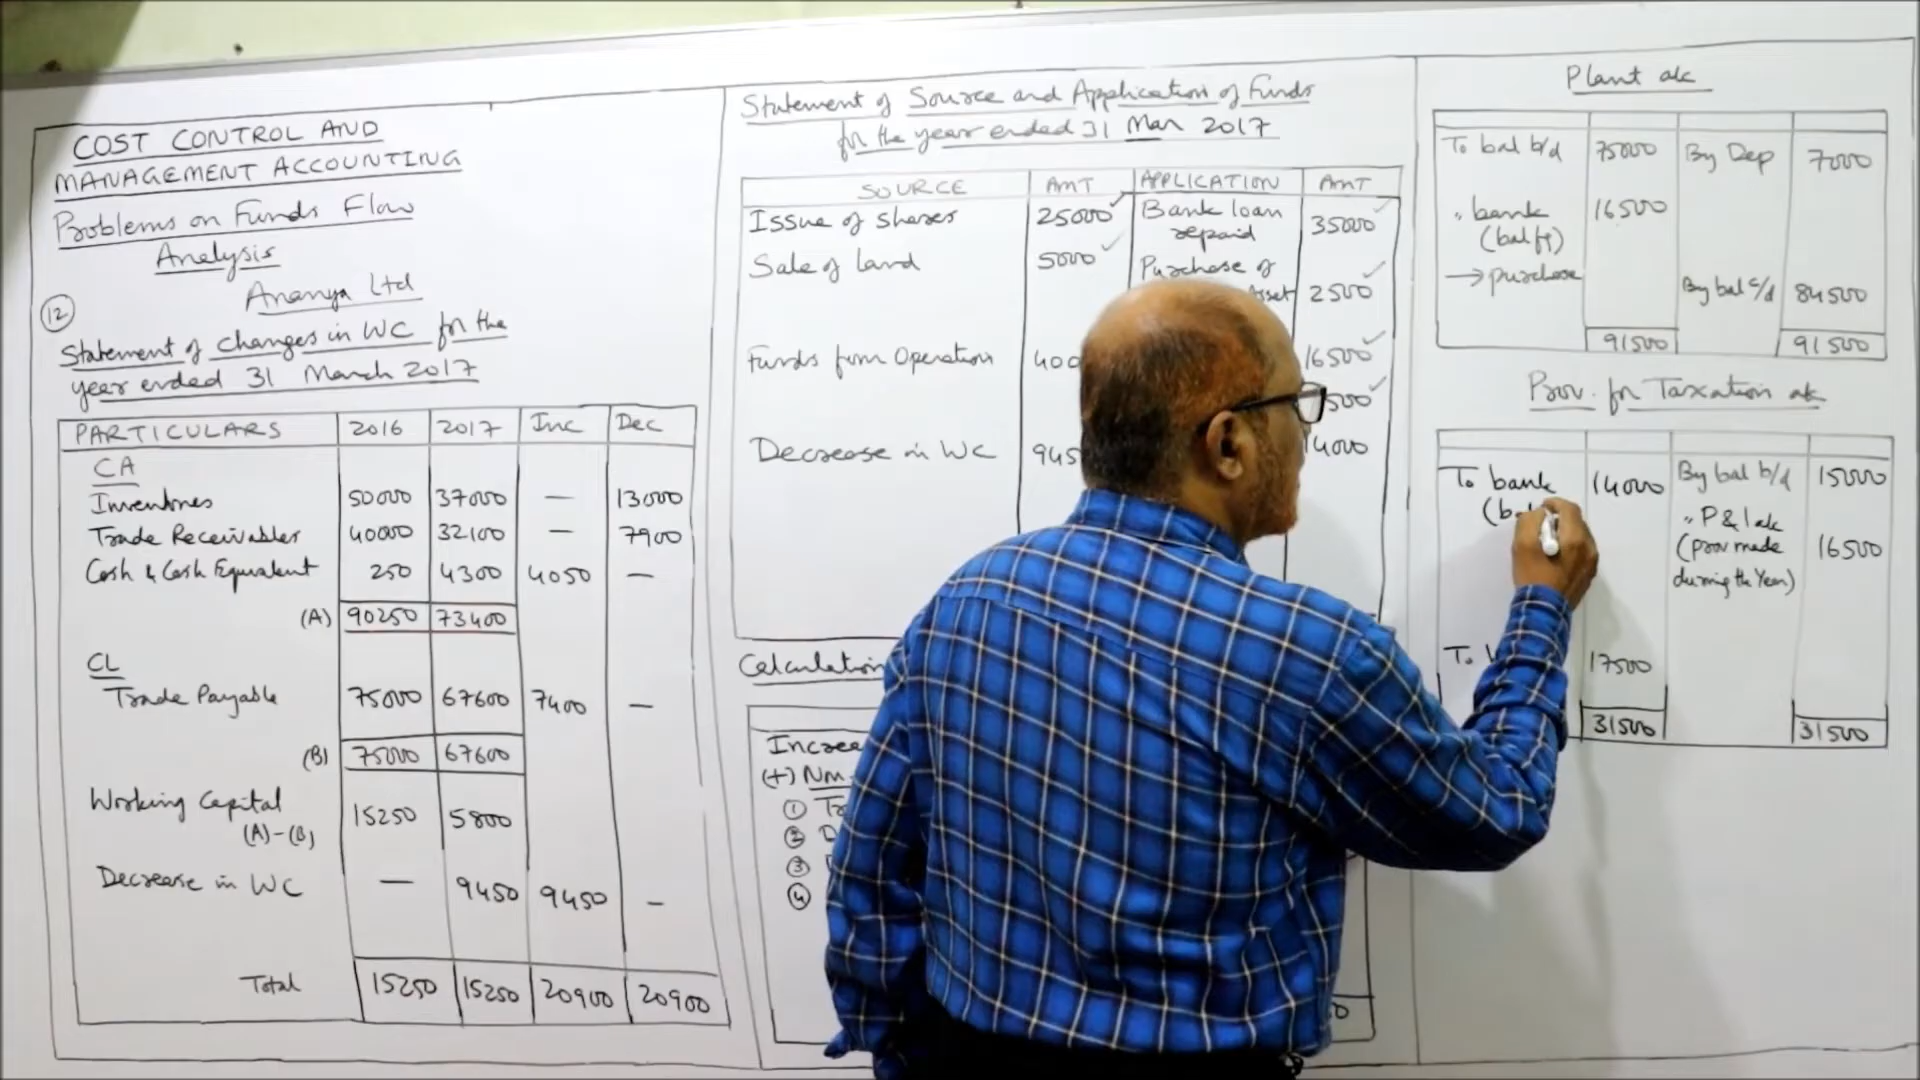 COST CONTROL AND
MANAGEMENT ACCOUNTING
Problems on Funds Flow
Analysis
Ananya Ltd
12
Statement of changes in WC for the
year ended 31 March 2017
PARTICULARS 2016 2017 Inc Dec
CA
Inventories 50000 37000 — 13000
Trade Receivables 40000 32100 — 7900
Cash & Cash Equivalent 250 4300 4050 —
(A) 90250 73400
CL
Trade Payable 75000 67600 7400 —
(B) 75000 67600
Working Capital
(A)-(B) 15250 5800
Decrease in WC — 9450 9450 —
Total 15250 15250 20900 20900
Statement of Source and Application of Funds
for the year ended 31 Mar 2017
SOURCE AMT APPLICATION AMT
Issue of shares 25000 Bank loan
repaid 35000
Sale of land 5000 Purchase of
Asset 2500
Funds from Operation 16500
500
Decrease in WC 14000
Calculation
(+)
①
②
③
④
Plant a/c
To bal b/d 75000 By Dep 7000
" bank 16500
(bal fig)
→ purchase
By bal c/d 84500
91500 91500
Prov. for Taxation a/c
To bank 14000 By bal b/d 15000
" P & L a/c
(prov made 16500
during the Year)
To 17500
31500 31500